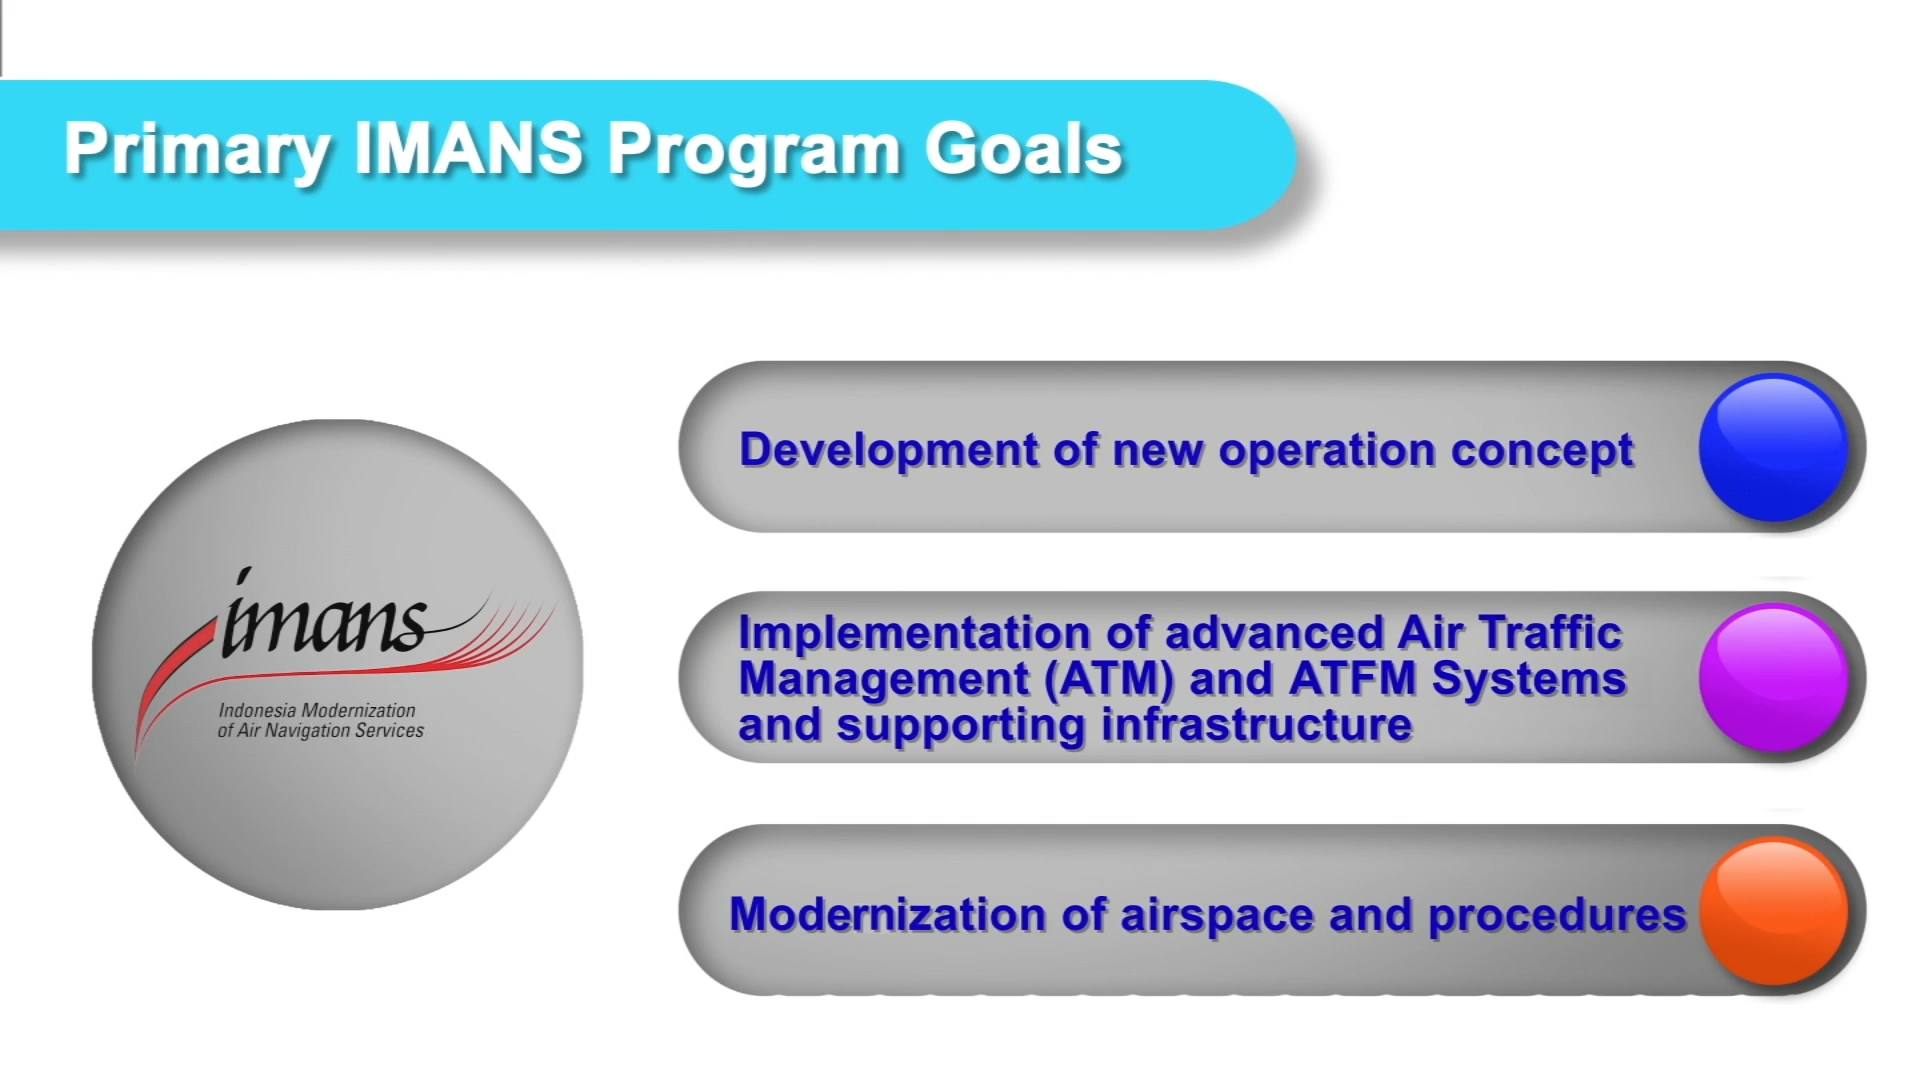 Primary IMANS Program Goals
imans
Indonesia Modernization
of Air Navigation Services
Development of new operation concept
Implementation of advanced Air Traffic
Management (ATM) and ATFM Systems
and supporting infrastructure
Modernization of airspace and procedures